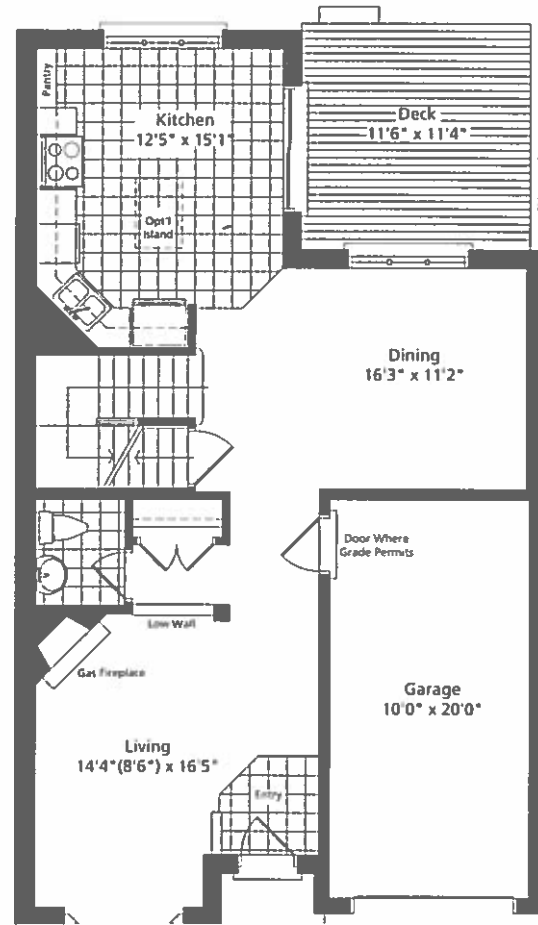 Pantry
Kitchen
12'5" x 15'1"
Deck
11'6" x 11'4"
Opt'l
Island
Dining
16'3" x 11'2"
Door Where
Grade Permits
Low Wall
Gas Fireplace
Garage
10'0" x 20'0"
Living
14'4"(8'6") x 16'5"
Entry